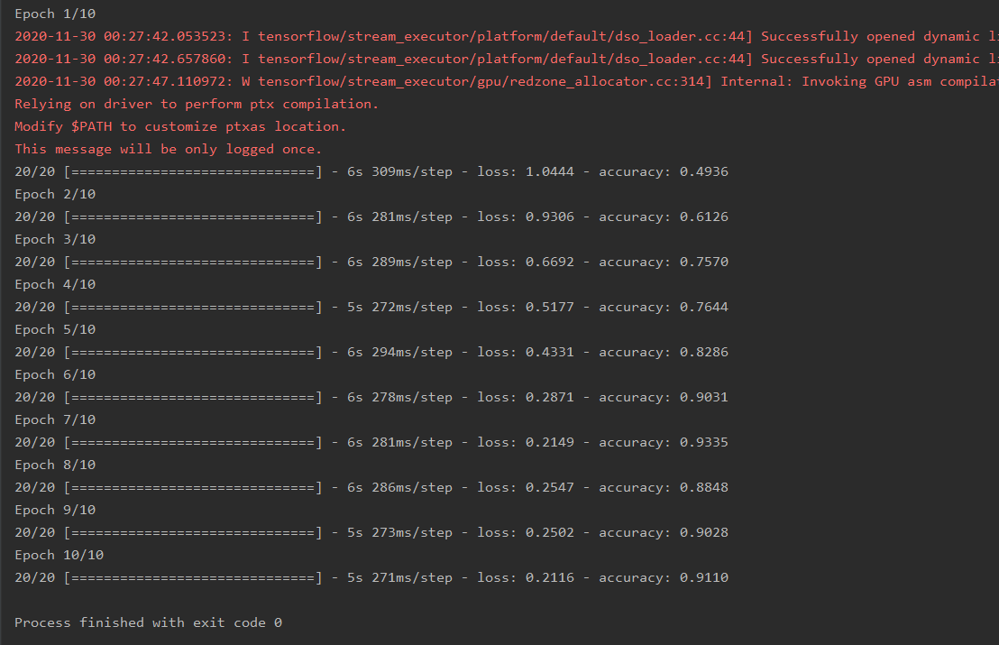 Epoch 1/10
2020-11-30 00:27:42.053523: I tensorflow/stream_executor/platform/default/dso_loader.cc:44] Successfully opened dynamic
2020-11-30 00:27:42.657860: I tensorflow/stream_executor/platform/default/dso_loader.cc:44] Successfully opened dynamic
2020-11-30 00:27:47.110972: W tensorflow/stream_executor/gpu/redzone_allocator.cc:314] Internal: Invoking GPU asm
Relying on driver to perform ptx compilation.
Modify $PATH to customize ptxas location.
This message will be only logged once.
20/20 [==============================] - 6s 309ms/step - loss: 1.0444 - accuracy: 0.4936
Epoch 2/10
20/20 [==============================] - 6s 281ms/step - loss: 0.9306 - accuracy: 0.6126
Epoch 3/10
20/20 [==============================] - 6s 289ms/step - loss: 0.6692 - accuracy: 0.7570
Epoch 4/10
20/20 [==============================] - 5s 272ms/step - loss: 0.5177 - accuracy: 0.7644
Epoch 5/10
20/20 [==============================] - 6s 294ms/step - loss: 0.4331 - accuracy: 0.8286
Epoch 6/10
20/20 [==============================] - 6s 278ms/step - loss: 0.2871 - accuracy: 0.9031
Epoch 7/10
20/20 [==============================] - 6s 281ms/step - loss: 0.2149 - accuracy: 0.9335
Epoch 8/10
20/20 [==============================] - 6s 286ms/step - loss: 0.2547 - accuracy: 0.8848
Epoch 9/10
20/20 [==============================] - 5s 273ms/step - loss: 0.2502 - accuracy: 0.9028
Epoch 10/10
20/20 [==============================] - 5s 271ms/step - loss: 0.2116 - accuracy: 0.9110
Process finished with exit code 0